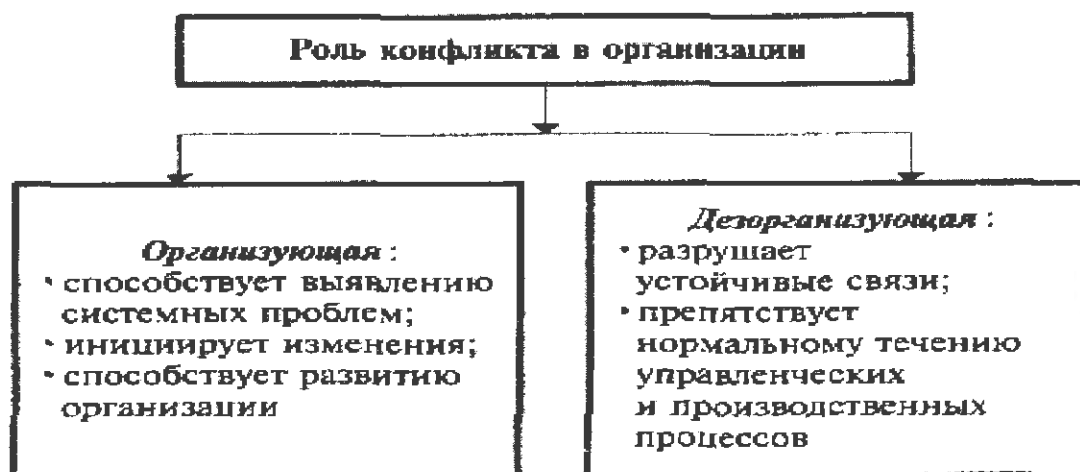 Роль конфликта в организации
Организующая :
• способствует выявлению
системных проблем;
• инициирует изменения;
• способствует развитию
организации
Дезорганизующая :
• разрушает
устойчивые связи;
• препятствует
нормальному течению
управленческих
и производственных
процессов